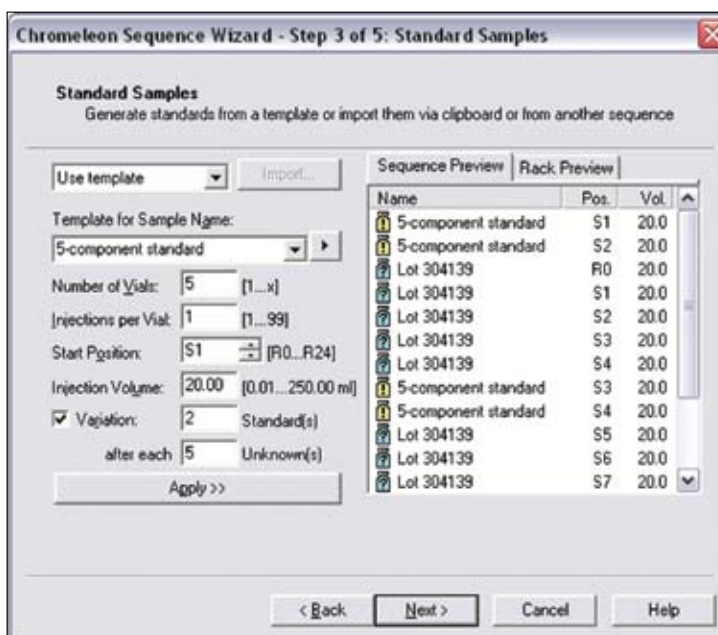 Chromeleon Sequence Wizard - Step 3 of 5: Standard Samples
Standard Samples
Generate standards from a template or import them via clipboard or from another sequence
Use template
Import...
Template for Sample Name:
5-component standard
Number of Vials: 5 [1...x]
Injections per Vial: 1 [1...99]
Start Position: S1 [R0...R24]
Injection Volume: 20.00 [0.01...250.00 ml]
Variation: 2 Standard(s)
after each 5 Unknown(s)
Apply >>
Sequence Preview Rack Preview
Name Pos. Vol.
5-component standard S1 20.0
5-component standard S2 20.0
Lot 304139 R0 20.0
Lot 304139 S1 20.0
Lot 304139 S2 20.0
Lot 304139 S3 20.0
Lot 304139 S4 20.0
5-component standard S3 20.0
5-component standard S4 20.0
Lot 304139 S5 20.0
Lot 304139 S6 20.0
Lot 304139 S7 20.0
< Back Next > Cancel Help